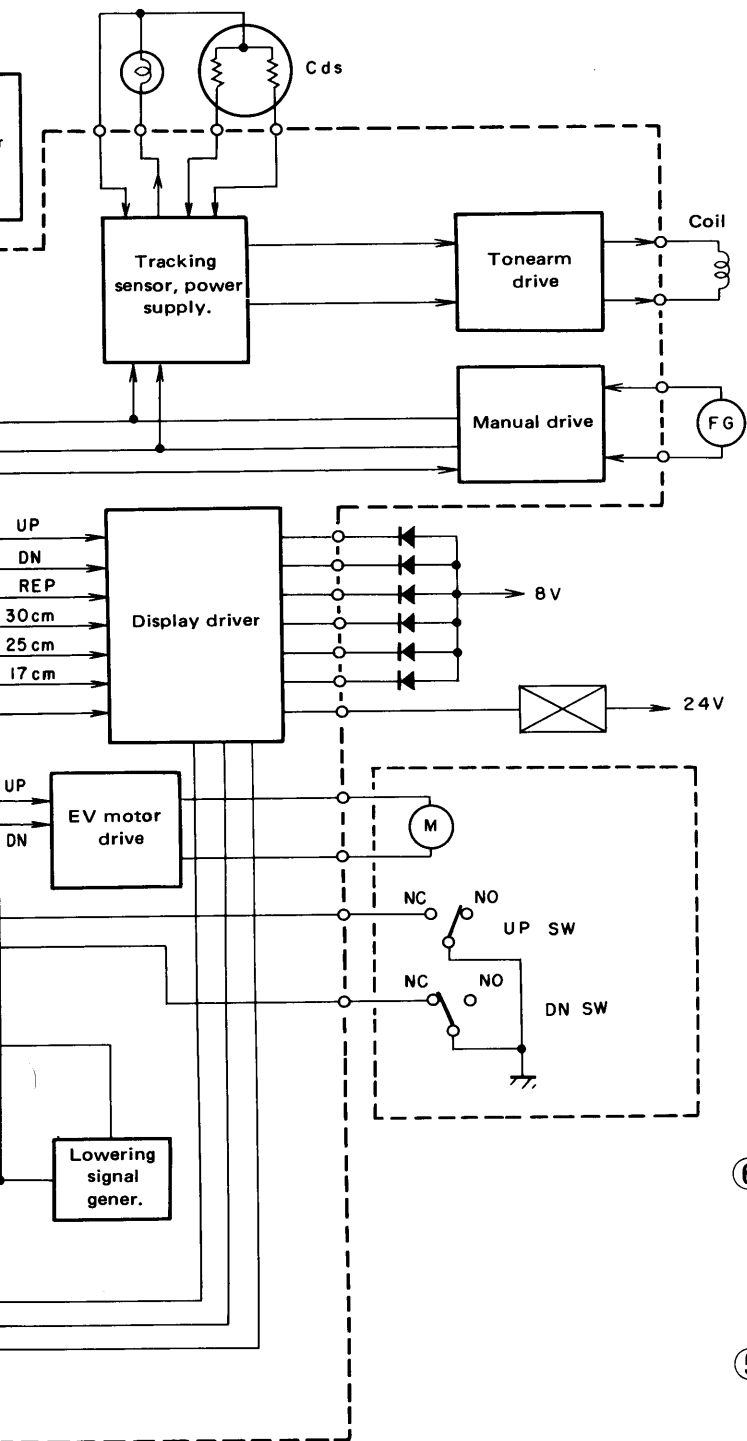 Cds
r
Coil
Tracking
sensor, power
supply.
Tonearm
drive
Manual drive
FG
UP
DN
REP
30cm
25cm
17cm
Display driver
8V
24V
UP
DN
EV motor
drive
M
NC
NO
UP SW
NC
NO
DN SW
Lowering
signal
gener.